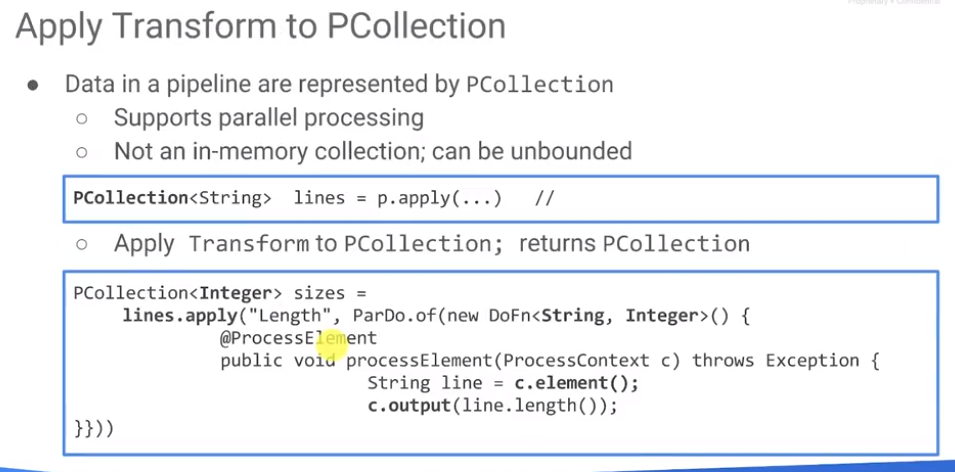 Proprietary + Confidential
Apply Transform to PCollection
● Data in a pipeline are represented by PCollection
○ Supports parallel processing
○ Not an in-memory collection; can be unbounded
PCollection<String>  lines = p.apply(...)   //
○ Apply Transform to PCollection; returns PCollection
PCollection<Integer> sizes =
lines.apply("Length", ParDo.of(new DoFn<String, Integer>() {
@ProcessElement
public void processElement(ProcessContext c) throws Exception {
String line = c.element();
c.output(line.length());
}}))